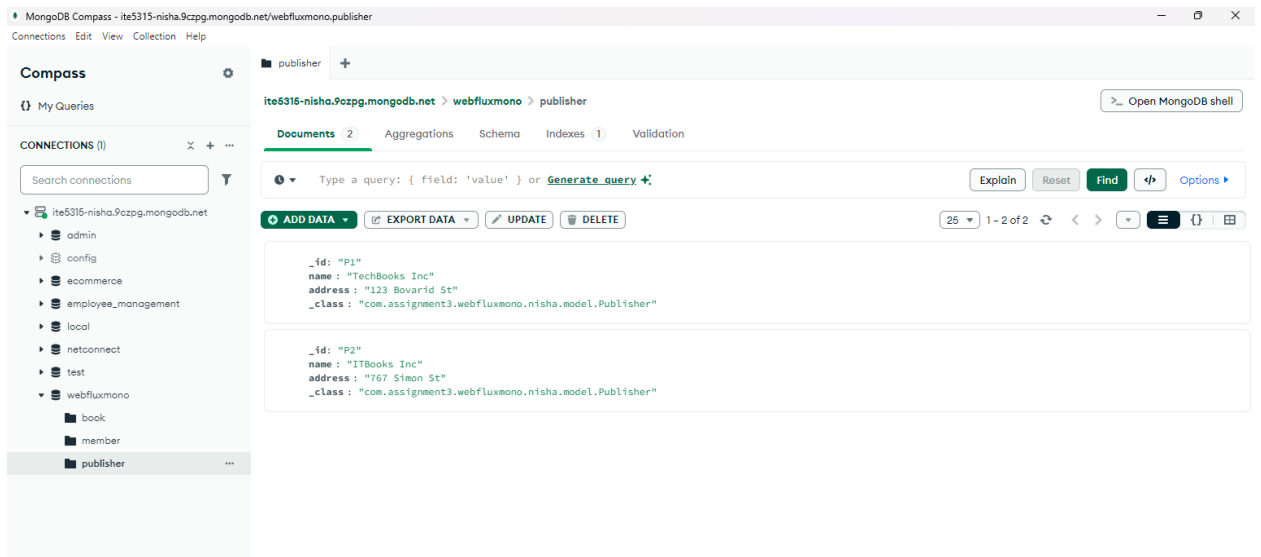 MongoDB Compass - ite5315-nisha.9czpg.mongodb.net/webfluxmono.publisher
Connections Edit View Collection Help
Compass
{} My Queries
CONNECTIONS (1)
Search connections
ite5315-nisha.9czpg.mongodb.net
admin
config
ecommerce
employee_management
local
netconnect
test
webfluxmono
book
member
publisher
publisher
ite5315-nisha.9czpg.mongodb.net > webfluxmono > publisher
>_ Open MongoDB shell
Documents 2 Aggregations Schema Indexes 1 Validation
Type a query: { field: 'value' } or Generate query
Explain Reset Find </> Options
ADD DATA EXPORT DATA UPDATE DELETE
25 1 – 2 of 2 {}
_id: "P1"
name : "TechBooks Inc"
address : "123 Bovarid St"
_class : "com.assignment3.webfluxmono.nisha.model.Publisher"
_id: "P2"
name : "ITBooks Inc"
address : "767 Simon St"
_class : "com.assignment3.webfluxmono.nisha.model.Publisher"